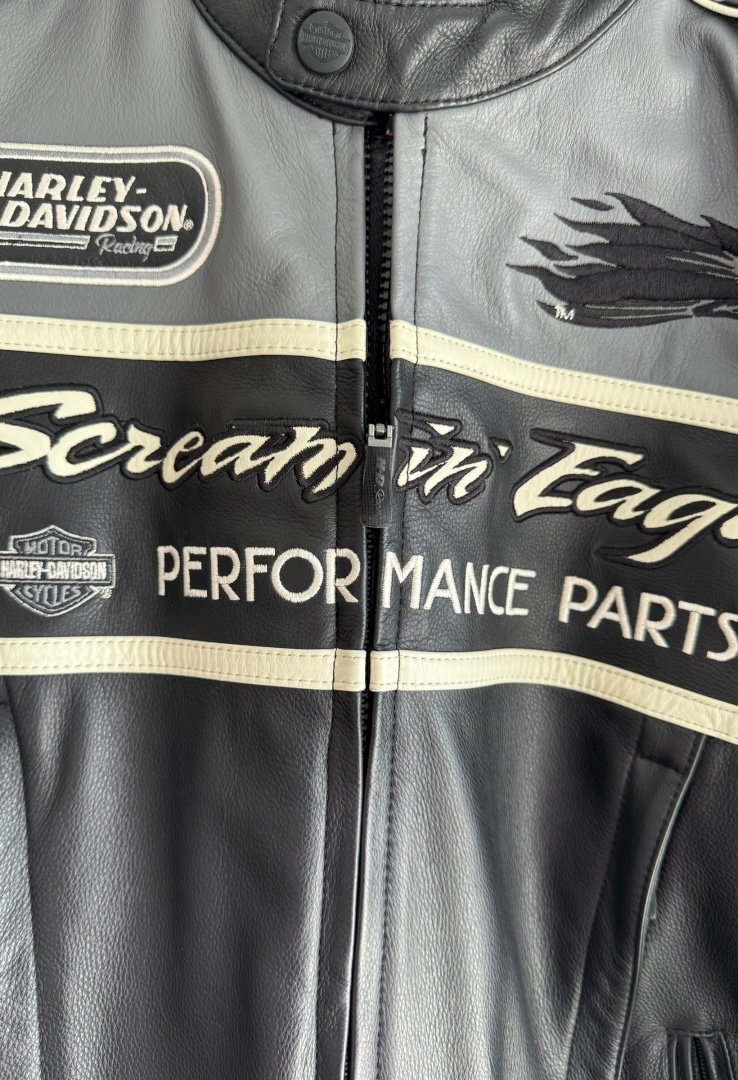 HARLEY-
DAVIDSON®
Racing
TM
Screamin' Eag
MOTOR
HARLEY-DAVIDSON
CYCLES
PERFORMANCE PARTS